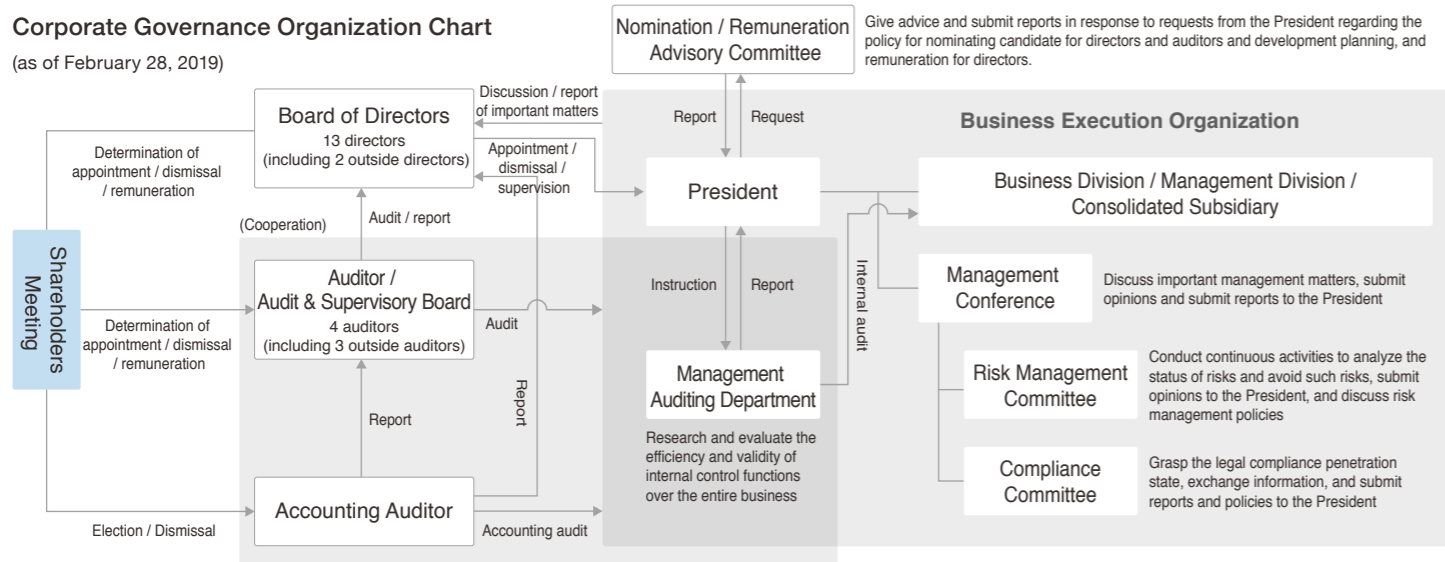 Corporate Governance Organization Chart
(as of February 28, 2019)
Nomination / Remuneration
Advisory Committee
Give advice and submit reports in response to requests from the President regarding the
policy for nominating candidate for directors and auditors and development planning, and
remuneration for directors.
Board of Directors
13 directors
(including 2 outside directors)
Discussion / report
of important matters
Report
Request
Business Execution Organization
Determination of
appointment / dismissal
/ remuneration
Appointment /
dismissal /
supervision
President
Business Division / Management Division /
Consolidated Subsidiary
(Cooperation)
Audit / report
Shareholders
Meeting
Auditor /
Audit & Supervisory Board
4 auditors
(including 3 outside auditors)
Audit
Instruction
Report
Internal audit
Management
Conference
Discuss important management matters, submit
opinions and submit reports to the President
Determination of
appointment / dismissal
/ remuneration
Report
Report
Management
Auditing Department
Research and evaluate the
efficiency and validity of
internal control functions
over the entire business
Risk Management
Committee
Conduct continuous activities to analyze the
status of risks and avoid such risks, submit
opinions to the President, and discuss risk
management policies
Compliance
Committee
Grasp the legal compliance penetration
state, exchange information, and submit
reports and policies to the President
Accounting Auditor
Election / Dismissal
Accounting audit